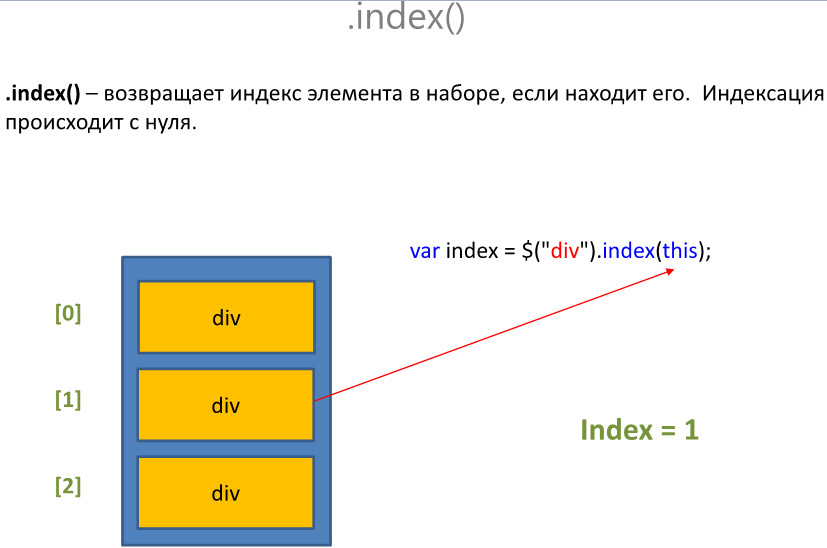 .index()
.index() – возвращает индекс элемента в наборе, если находит его.  Индексация
происходит с нуля.
var index = $("div").index(this);
[0]
div
[1]
div
Index = 1
[2]
div